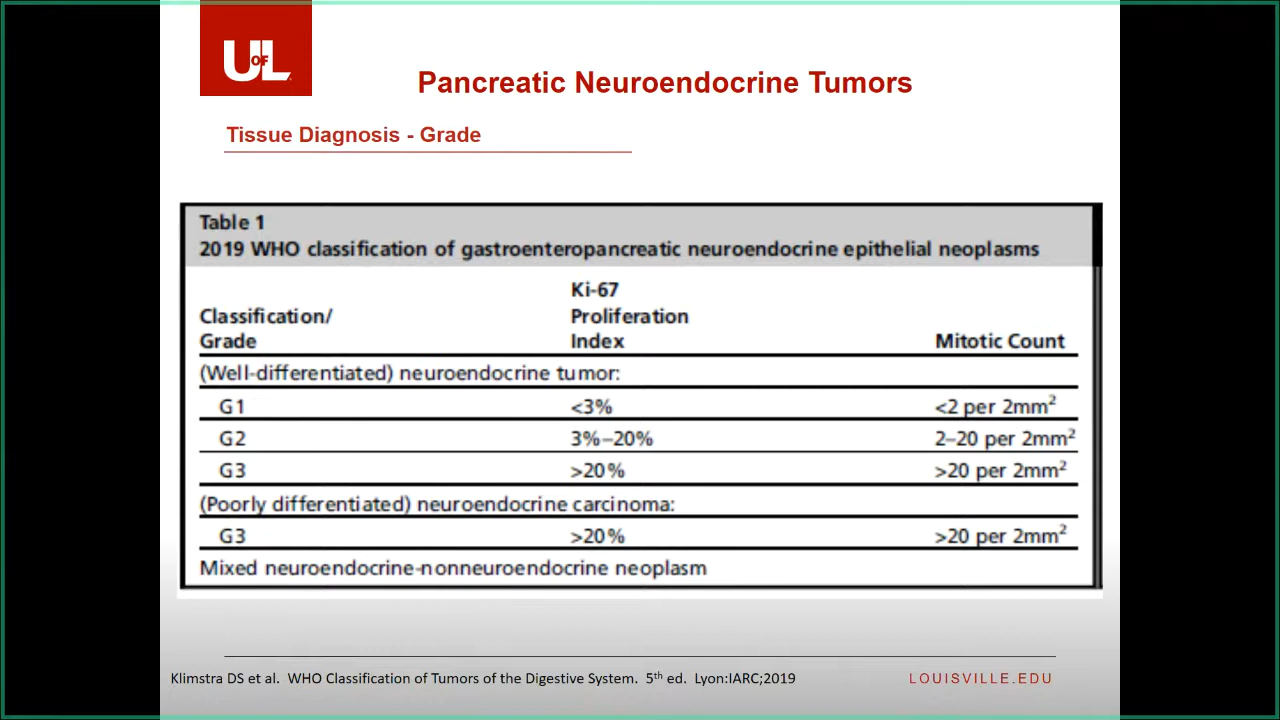 UofL
Pancreatic Neuroendocrine Tumors
Tissue Diagnosis - Grade
Table 1
2019 WHO classification of gastroenteropancreatic neuroendocrine epithelial neoplasms
Classification/ Grade Ki-67 Proliferation Index Mitotic Count
(Well-differentiated) neuroendocrine tumor:
G1 <3% <2 per 2mm²
G2 3%–20% 2–20 per 2mm²
G3 >20% >20 per 2mm²
(Poorly differentiated) neuroendocrine carcinoma:
G3 >20% >20 per 2mm²
Mixed neuroendocrine-nonneuroendocrine neoplasm
Klimstra DS et al. WHO Classification of Tumors of the Digestive System. 5th ed. Lyon:IARC;2019
LOUISVILLE.EDU